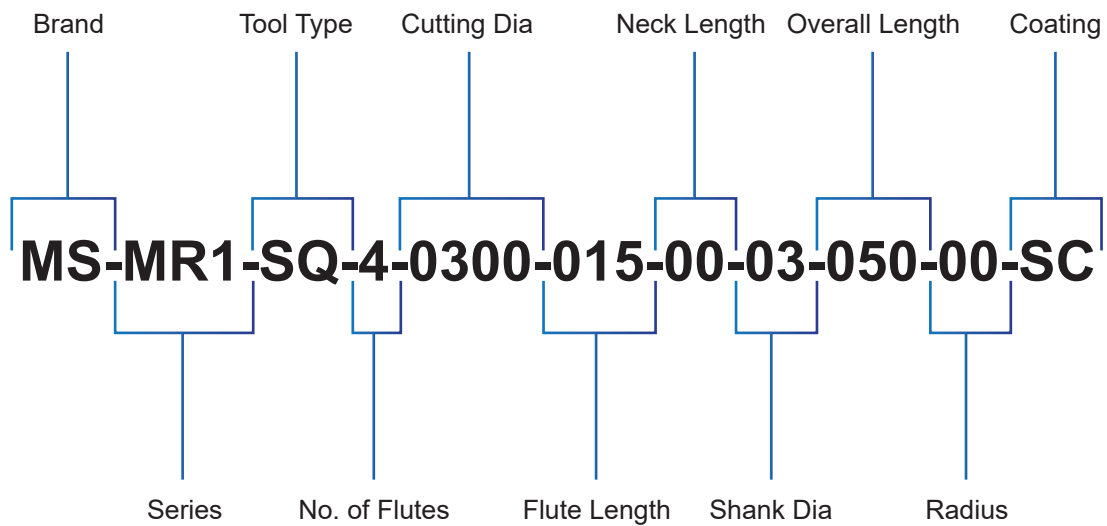 Brand Tool Type Cutting Dia Neck Length Overall Length Coating
MS-MR1-SQ-4-0300-015-00-03-050-00-SC
Series No. of Flutes Flute Length Shank Dia Radius